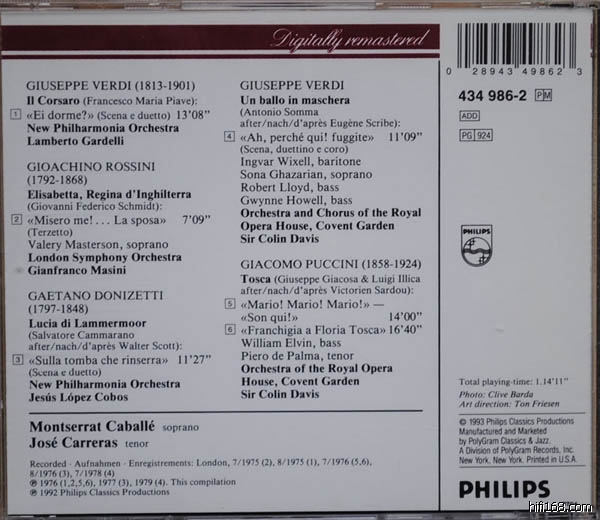 Digitally remastered
GIUSEPPE VERDI (1813-1901)
Il Corsaro (Francesco Maria Piave):
1 «Ei dorme?» (Scena e duetto) 13'08"
New Philharmonia Orchestra
Lamberto Gardelli
GIOACHINO ROSSINI
(1792-1868)
Elisabetta, Regina d'Inghilterra
(Giovanni Federico Schmidt):
2 «Misero me!... La sposa» 7'09"
(Terzetto)
Valery Masterson, soprano
London Symphony Orchestra
Gianfranco Masini
GAETANO DONIZETTI
(1797-1848)
Lucia di Lammermoor
(Salvatore Cammarano
after/nach/d'après Walter Scott):
3 «Sulla tomba che rinserra» 11'27"
(Scena e duetto)
New Philharmonia Orchestra
Jesús López Cobos
GIUSEPPE VERDI
Un ballo in maschera
(Antonio Somma
after/nach/d'après Eugène Scribe):
4 «Ah, perché qui! fuggite» 11'09"
(Scena, duettino e coro)
Ingvar Wixell, baritone
Sona Ghazarian, soprano
Robert Lloyd, bass
Gwynne Howell, bass
Orchestra and Chorus of the Royal
Opera House, Covent Garden
Sir Colin Davis
GIACOMO PUCCINI (1858-1924)
Tosca (Giuseppe Giacosa & Luigi Illica
after/nach/d'après Victorien Sardou):
5 «Mario! Mario! Mario!» —
«Son qui!» 14'00"
6 «Franchigia a Floria Tosca» 16'40"
William Elvin, bass
Piero de Palma, tenor
Orchestra of the Royal Opera
House, Covent Garden
Sir Colin Davis
Montserrat Caballé soprano
José Carreras tenor
Recorded · Aufnahmen · Enregistrements: London, 7/1975 (2), 8/1975 (1), 7/1976 (5,6),
8/1976 (3), 7/1978 (4)
℗ 1976 (1,2,5,6), 1977 (3), 1979 (4). This compilation
℗ 1992 Philips Classics Productions
0 28943 49862 3
434 986-2 PM
ADD
PG 924
PHILIPS
Total playing-time: 1.14'11"
Photo: Clive Barda
Art direction: Ton Friesen
© 1993 Philips Classics Productions
Manufactured and Marketed
by PolyGram Classics & Jazz.
A Division of PolyGram Records, Inc.
New York, New York. Printed in U.S.A.
PHILIPS
hifi168.com